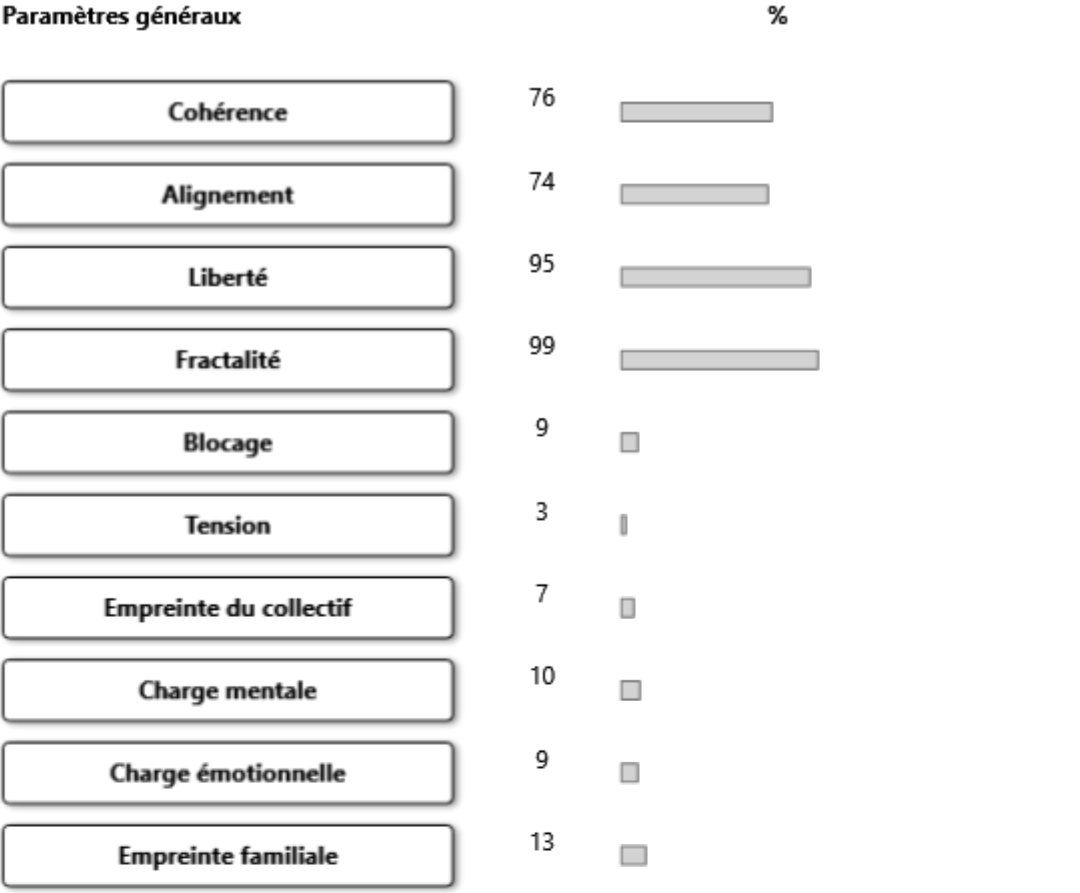 Paramètres généraux %
Cohérence 76
Alignement 74
Liberté 95
Fractalité 99
Blocage 9
Tension 3
Empreinte du collectif 7
Charge mentale 10
Charge émotionnelle 9
Empreinte familiale 13